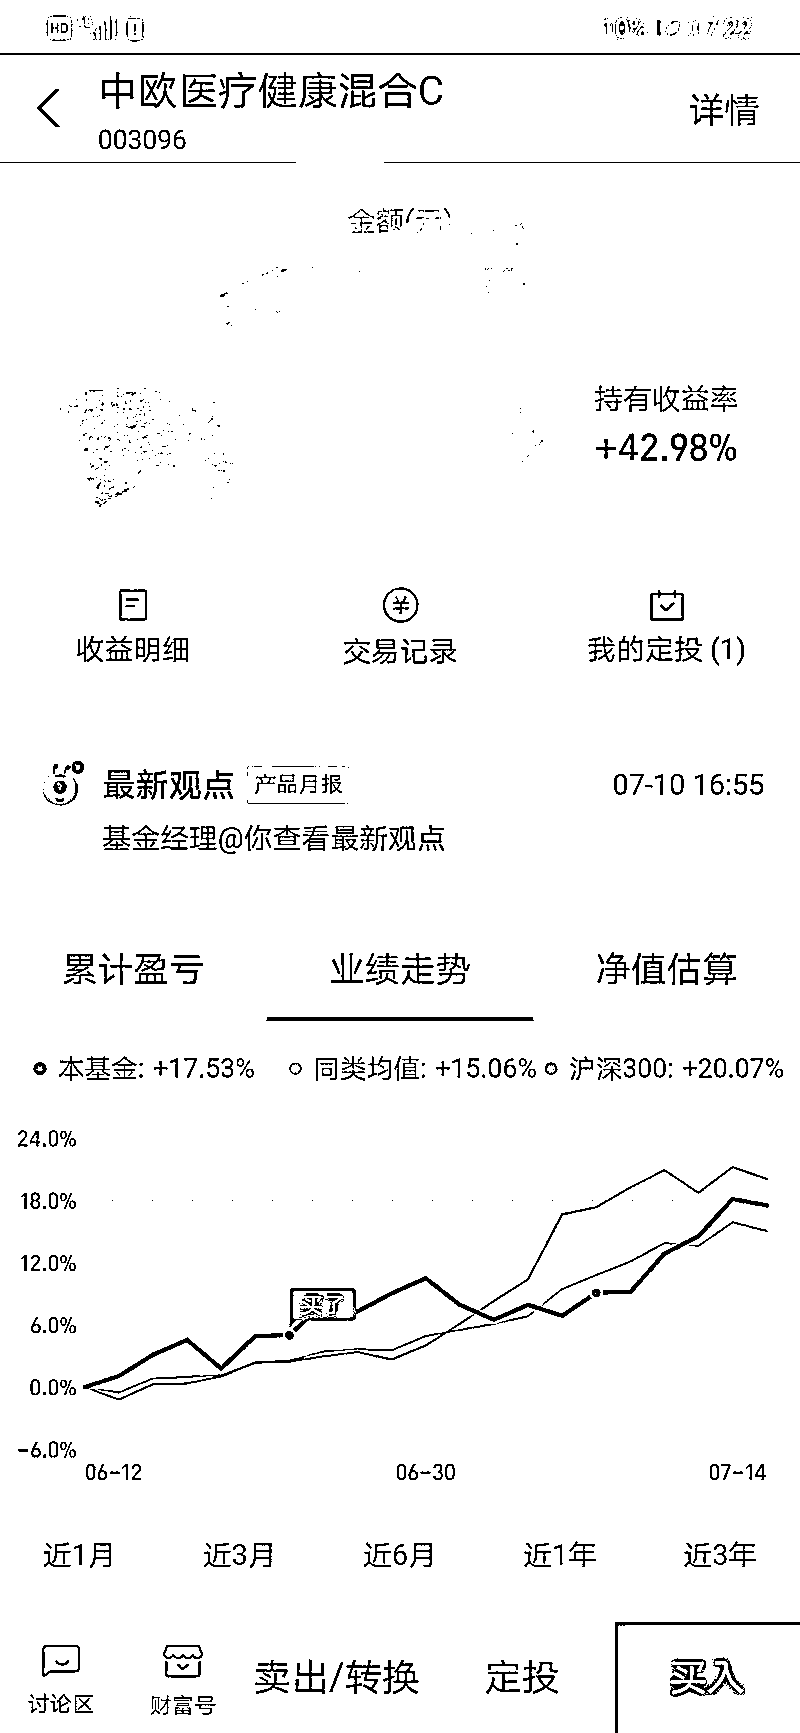 HD
中欧医疗健康混合C
详情
003096
金额(元)
持有收益率
+42.98%
收益明细 交易记录 我的定投 (1)
最新观点 产品月报 07-10 16:55
基金经理@你查看最新观点
累计盈亏 业绩走势 净值估算
本基金: +17.53% 同类均值: +15.06% 沪深300: +20.07%
24.0%
18.0%
12.0%
买了
6.0%
0.0%
-6.0%
06-12 06-30 07-14
近1月 近3月 近6月 近1年 近3年
讨论区 财富号 卖出/转换 定投 买入